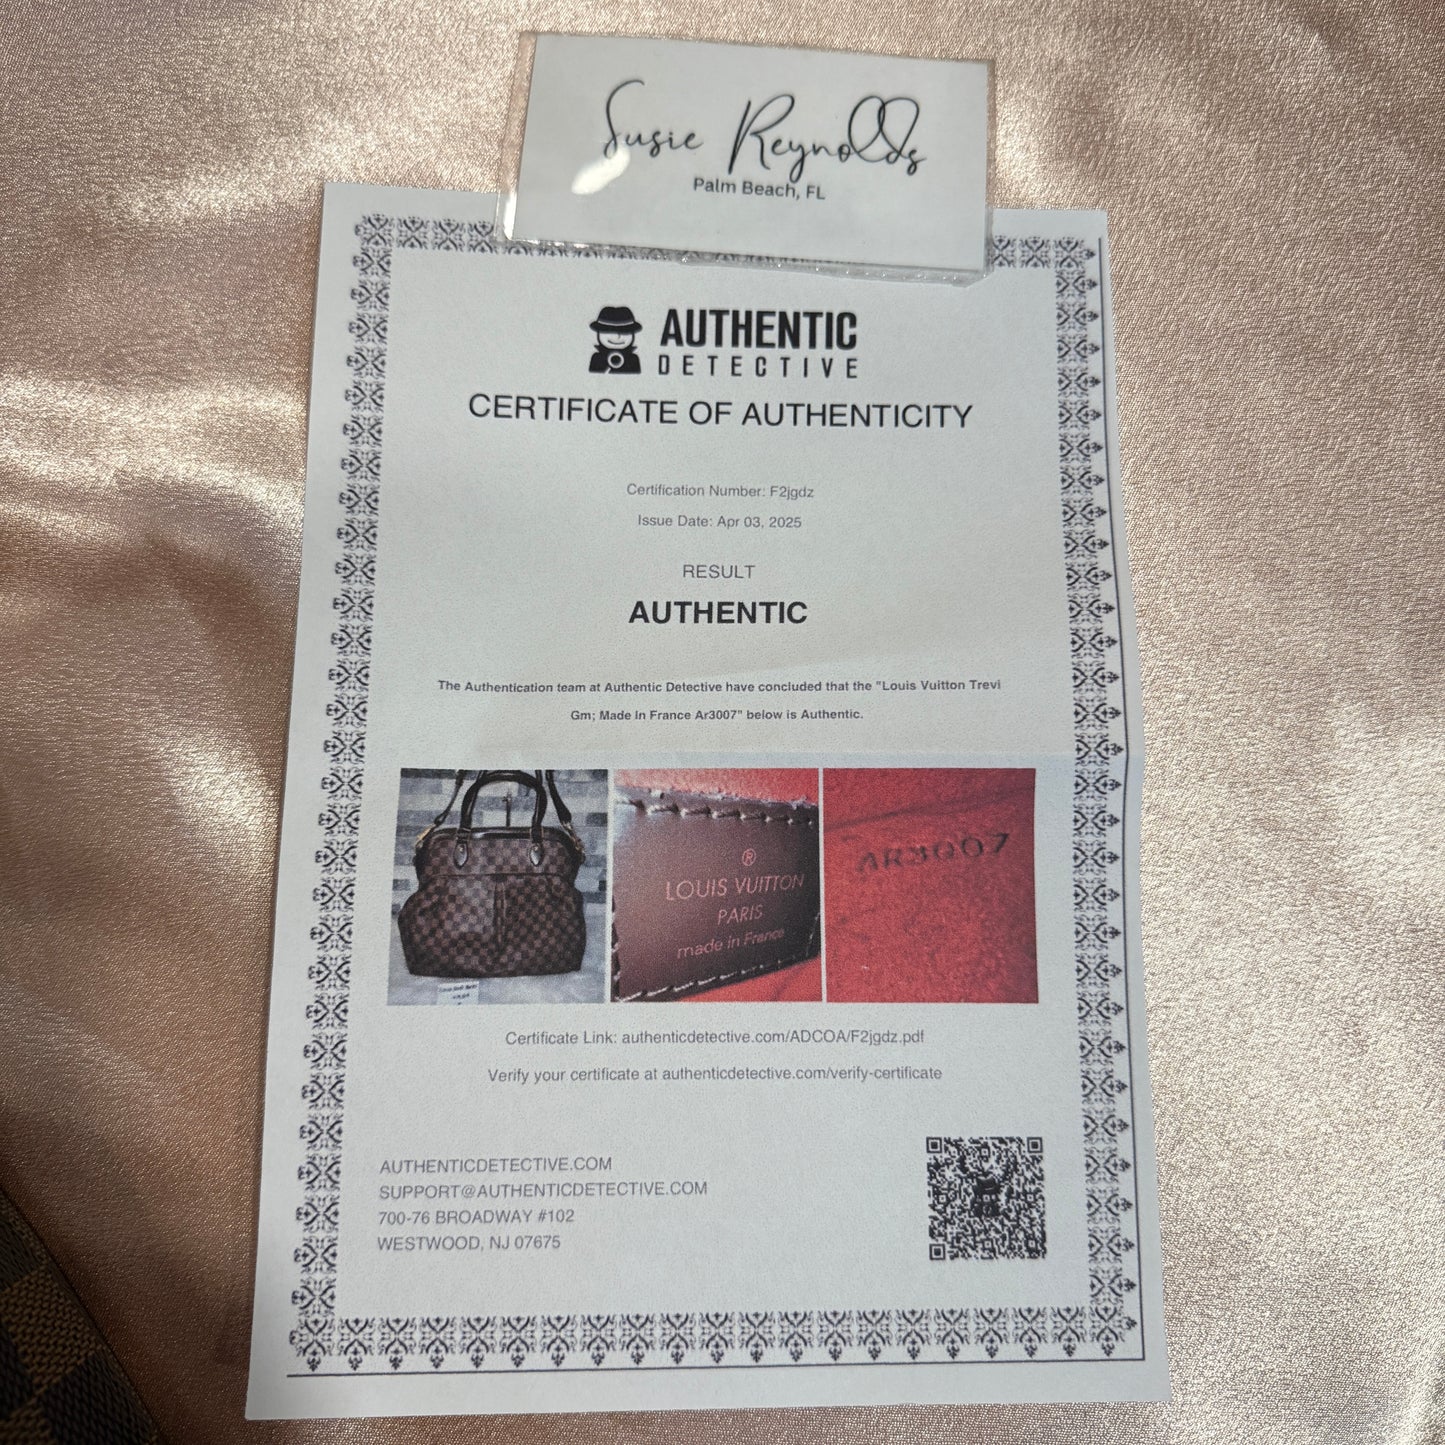 Susie Reynolds
Palm Beach, FL
AUTHENTIC
DETECTIVE
CERTIFICATE OF AUTHENTICITY
Certification Number: F2jgdz
Issue Date: Apr 03, 2025
RESULT
AUTHENTIC
The Authentication team at Authentic Detective have concluded that the "Louis Vuitton Trevi
Gm; Made In France Ar3007" below is Authentic.
®
LOUIS VUITTON
PARIS
made in France
AR3007
Certificate Link: authenticdetective.com/ADCOA/F2jgdz.pdf
Verify your certificate at authenticdetective.com/verify-certificate
AUTHENTICDETECTIVE.COM
SUPPORT@AUTHENTICDETECTIVE.COM
700-76 BROADWAY #102
WESTWOOD, NJ 07675